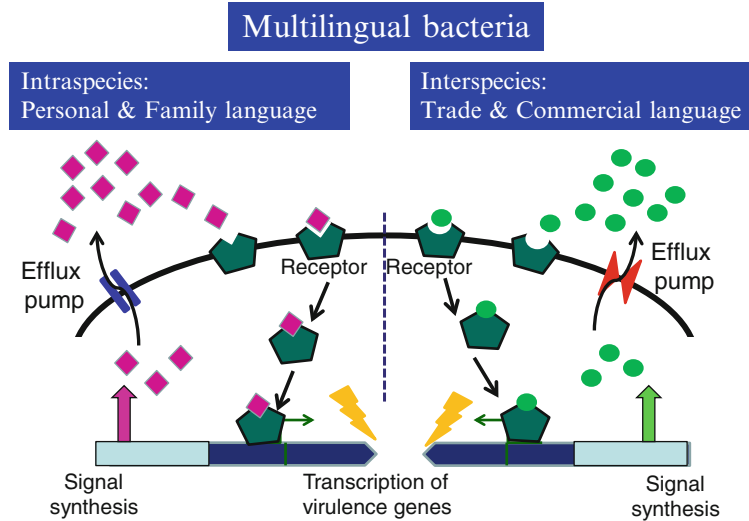 Multilingual bacteria
Intraspecies:
Personal & Family language
Interspecies:
Trade & Commercial language
Efflux
pump
Receptor
Receptor
Efflux
pump
Signal
synthesis
Transcription of
virulence genes
Signal
synthesis